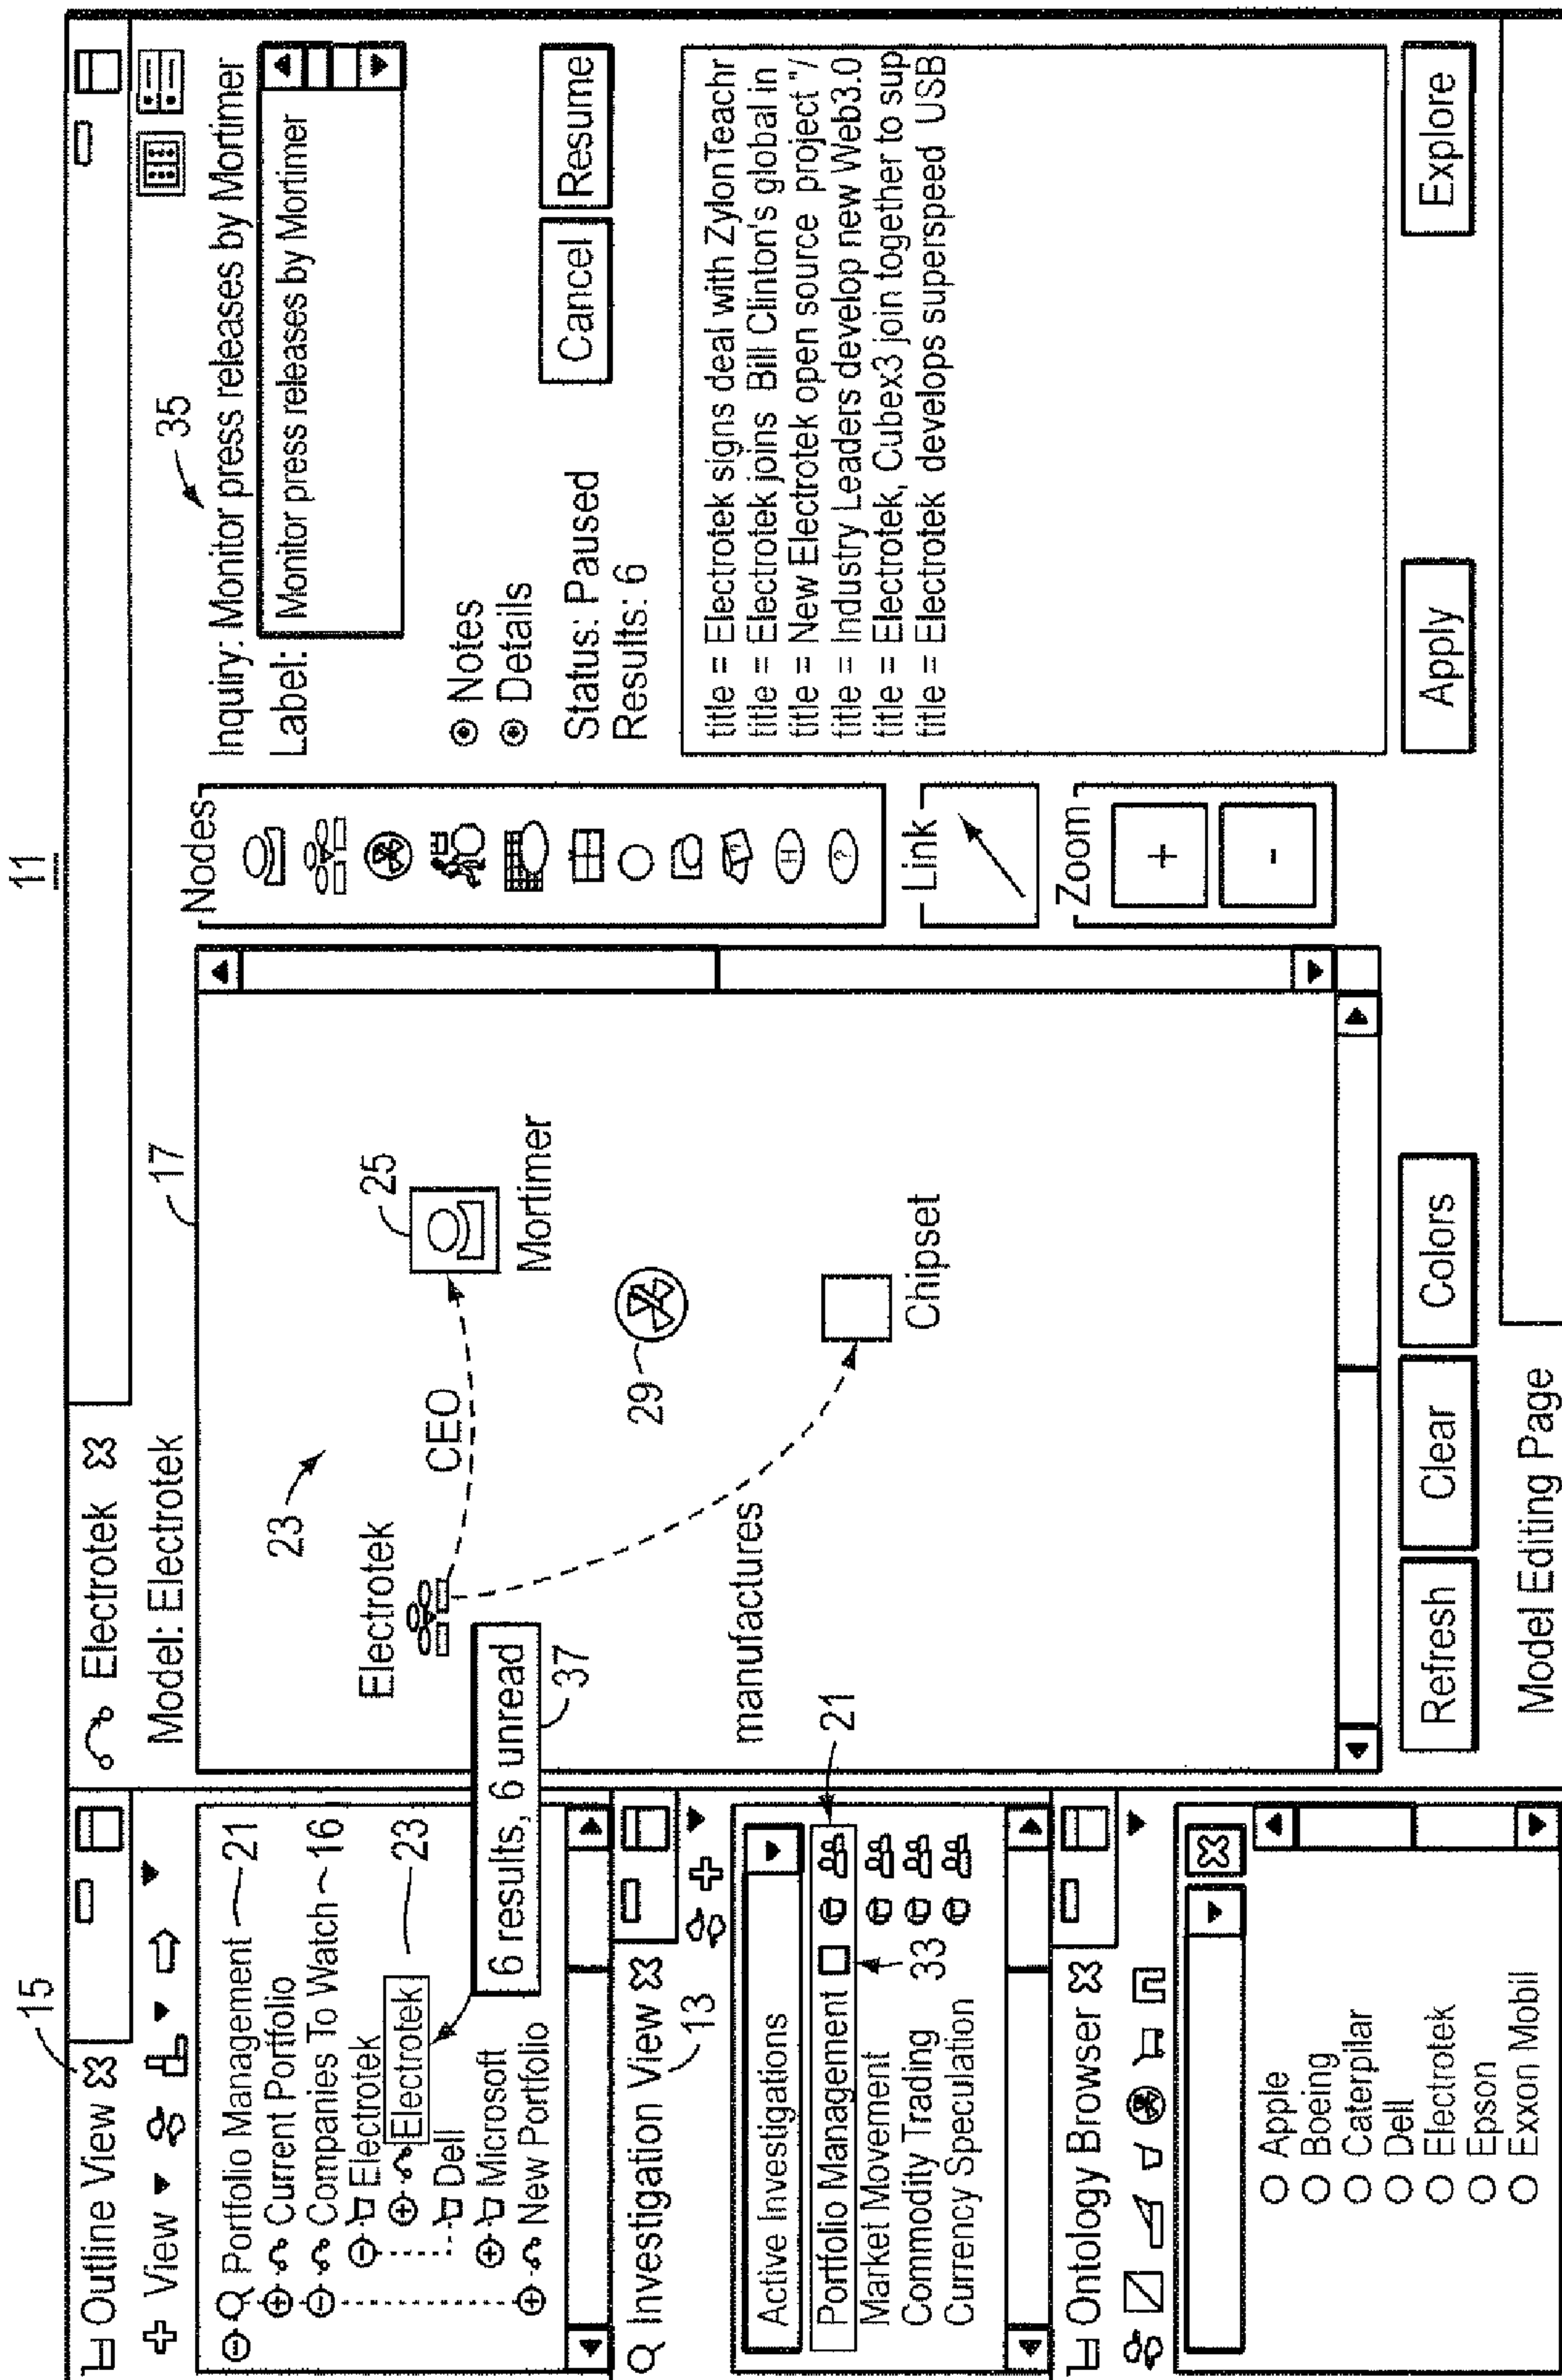 11
15
Outline View
View
Portfolio Management 21
Current Portfolio
Companies To Watch 16
Electrotek
Electrotek 23
Dell
Microsoft
New Portfolio
6 results, 6 unread
37
Investigation View
13
Active Investigations
21
Portfolio Management
Market Movement
Commodity Trading 33
Currency Speculation
Ontology Browser
Apple
Boeing
Caterpillar
Dell
Electrotek
Epson
Exxon Mobil
Electrotek
Model: Electrotek
17
23
Electrotek
CEO
25
Mortimer
29
manufactures
Chipset
Refresh
Clear
Colors
Model Editing Page
Nodes
H
?
Link
Zoom
+
-
35
Inquiry: Monitor press releases by Mortimer
Label: Monitor press releases by Mortimer
Notes
Details
Status: Paused
Results: 6
Cancel
Resume
title = Electrotek signs deal with ZylonTeachr
title = Electrotek joins Bill Clinton's global in
title = New Electrotek open source project "/
title = Industry Leaders develop new Web3.0
title = Electrotek, Cubex3 join together to sup
title = Electrotek develops superspeed USB
Apply
Explore